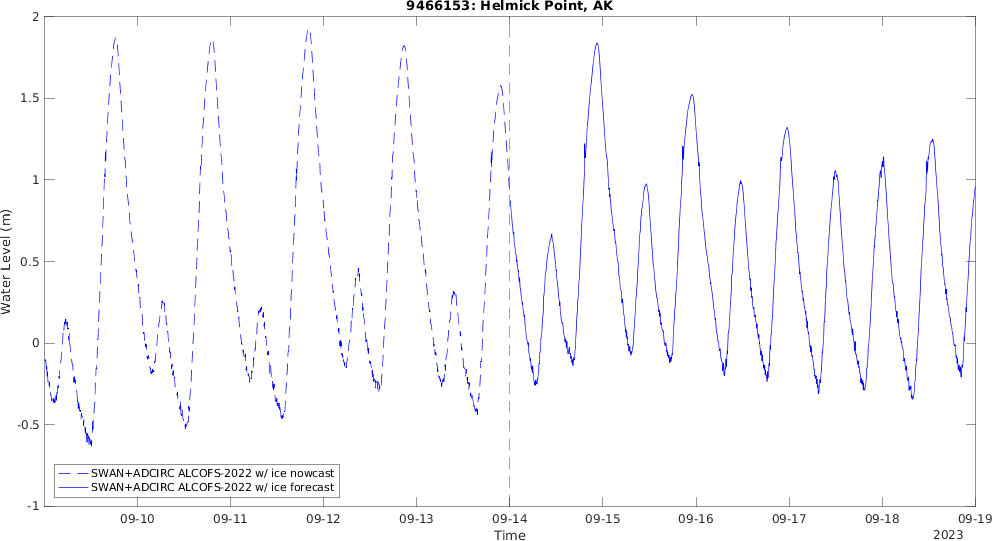 9466153: Helmick Point, AK
2
1.5
1
0.5
0
-0.5
-1
Water Level (m)
SWAN+ADCIRC ALCOFS-2022 w/ ice nowcast
SWAN+ADCIRC ALCOFS-2022 w/ ice forecast
09-10 09-11 09-12 09-13 09-14 09-15 09-16 09-17 09-18 09-19
Time
2023